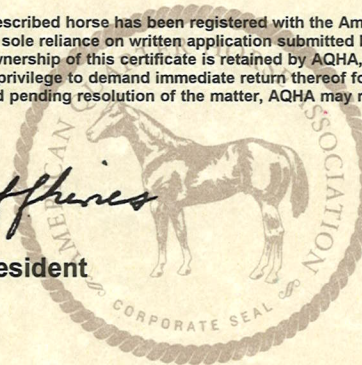 escribed horse has been registered with the Am
sole reliance on written application submitted
wnership of this certificate is retained by AQHA,
privilege to demand immediate return thereof fo
d pending resolution of the matter, AQHA may
esident
AMERICAN
ASSOCIATION
CORPORATE SEAL